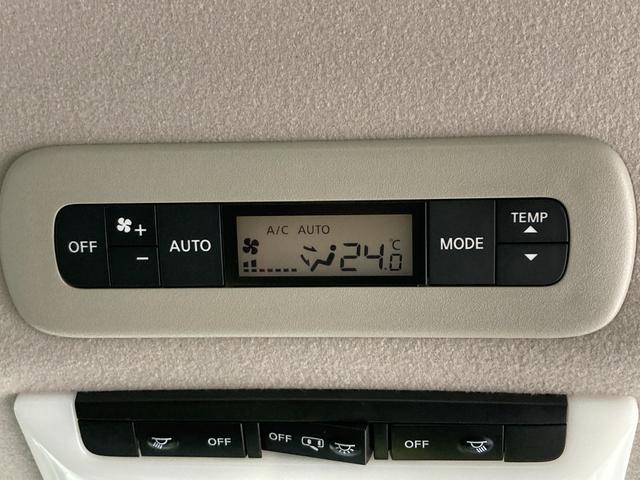 OFF
+
-
AUTO
A/C AUTO
24.0 °C
MODE
TEMP
OFF
OFF
OFF